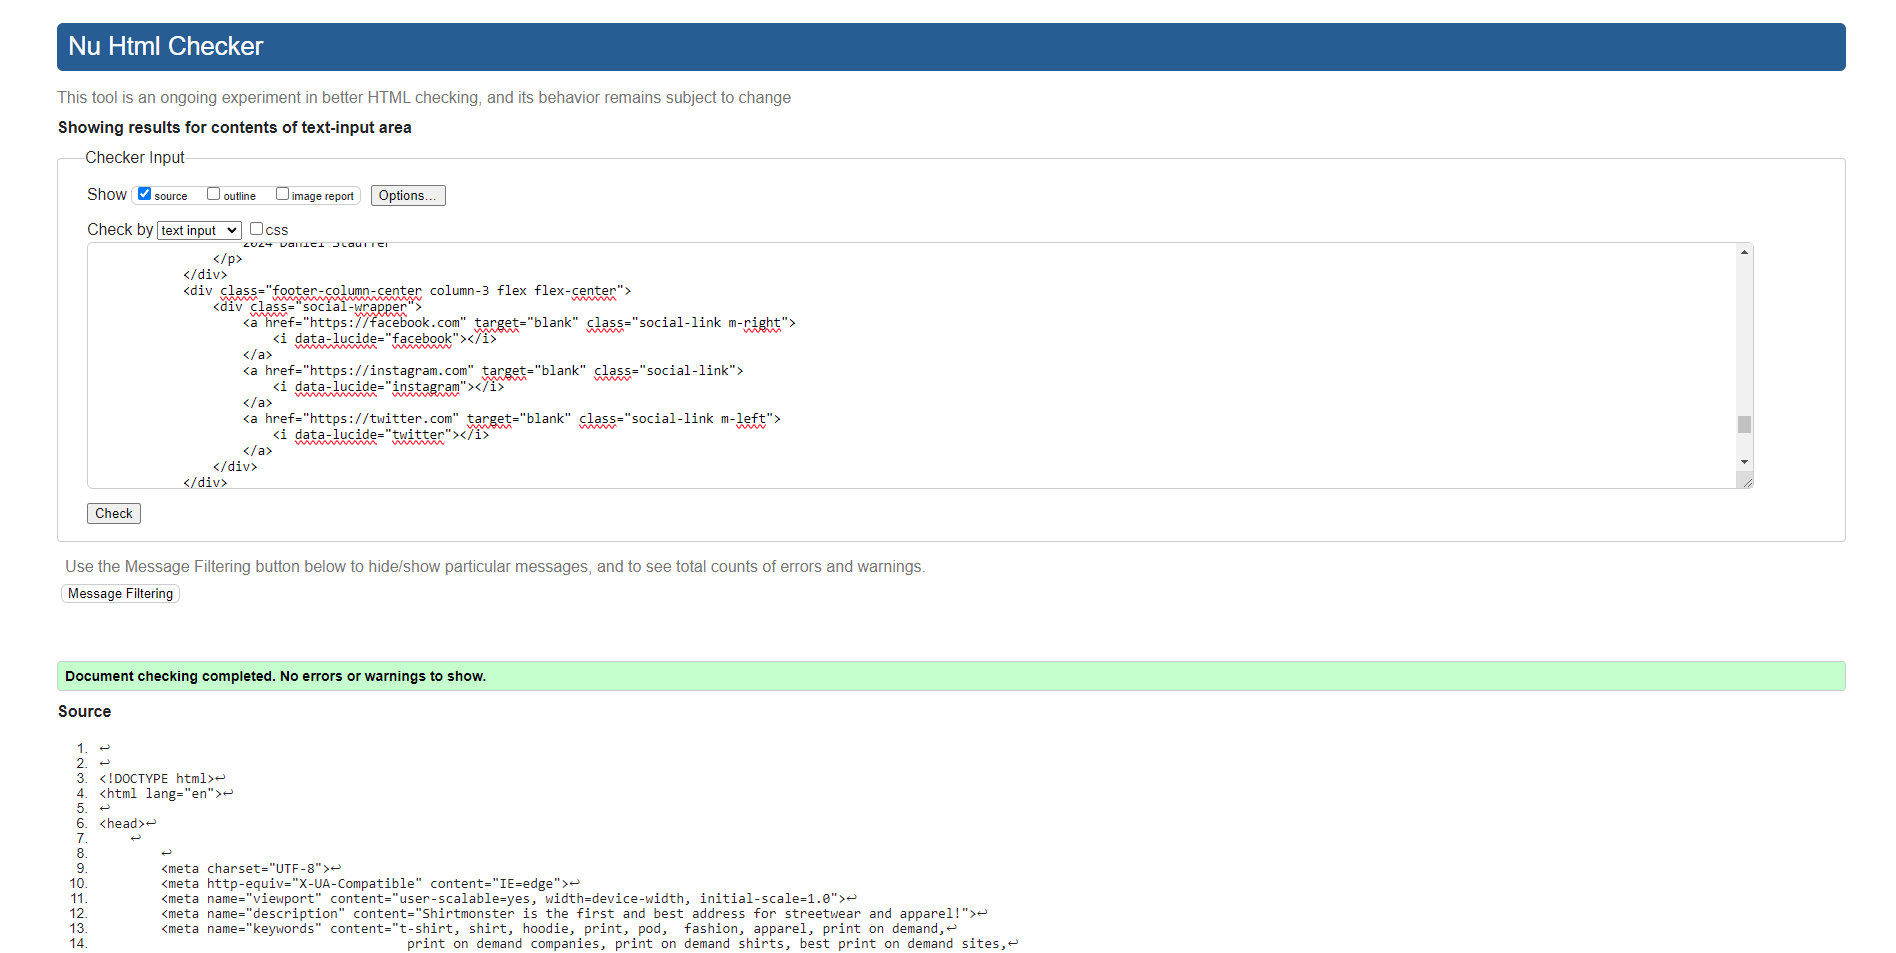 Nu Html Checker
This tool is an ongoing experiment in better HTML checking, and its behavior remains subject to change
Showing results for contents of text-input area
Checker Input
Show source outline image report Options...
Check by text input css
2024 Daniel Stauffer
</p>
</div>
<div class="footer-column-center column-3 flex flex-center">
<div class="social-wrapper">
<a href="https://facebook.com" target="blank" class="social-link m-right">
<i data-lucide="facebook"></i>
</a>
<a href="https://instagram.com" target="blank" class="social-link">
<i data-lucide="instagram"></i>
</a>
<a href="https://twitter.com" target="blank" class="social-link m-left">
<i data-lucide="twitter"></i>
</a>
</div>
</div>
Check
Use the Message Filtering button below to hide/show particular messages, and to see total counts of errors and warnings.
Message Filtering
Document checking completed. No errors or warnings to show.
Source
1. ↩
2. ↩
3. <!DOCTYPE html>↩
4. <html lang="en">↩
5. ↩
6. <head>↩
7. ↩
8. ↩
9. <meta charset="UTF-8">↩
10. <meta http-equiv="X-UA-Compatible" content="IE=edge">↩
11. <meta name="viewport" content="user-scalable=yes, width=device-width, initial-scale=1.0">↩
12. <meta name="description" content="Shirtmonster is the first and best address for streetwear and apparel!">↩
13. <meta name="keywords" content="t-shirt, shirt, hoodie, print, pod,  fashion, apparel, print on demand,↩
14. print on demand companies, print on demand shirts, best print on demand sites,↩